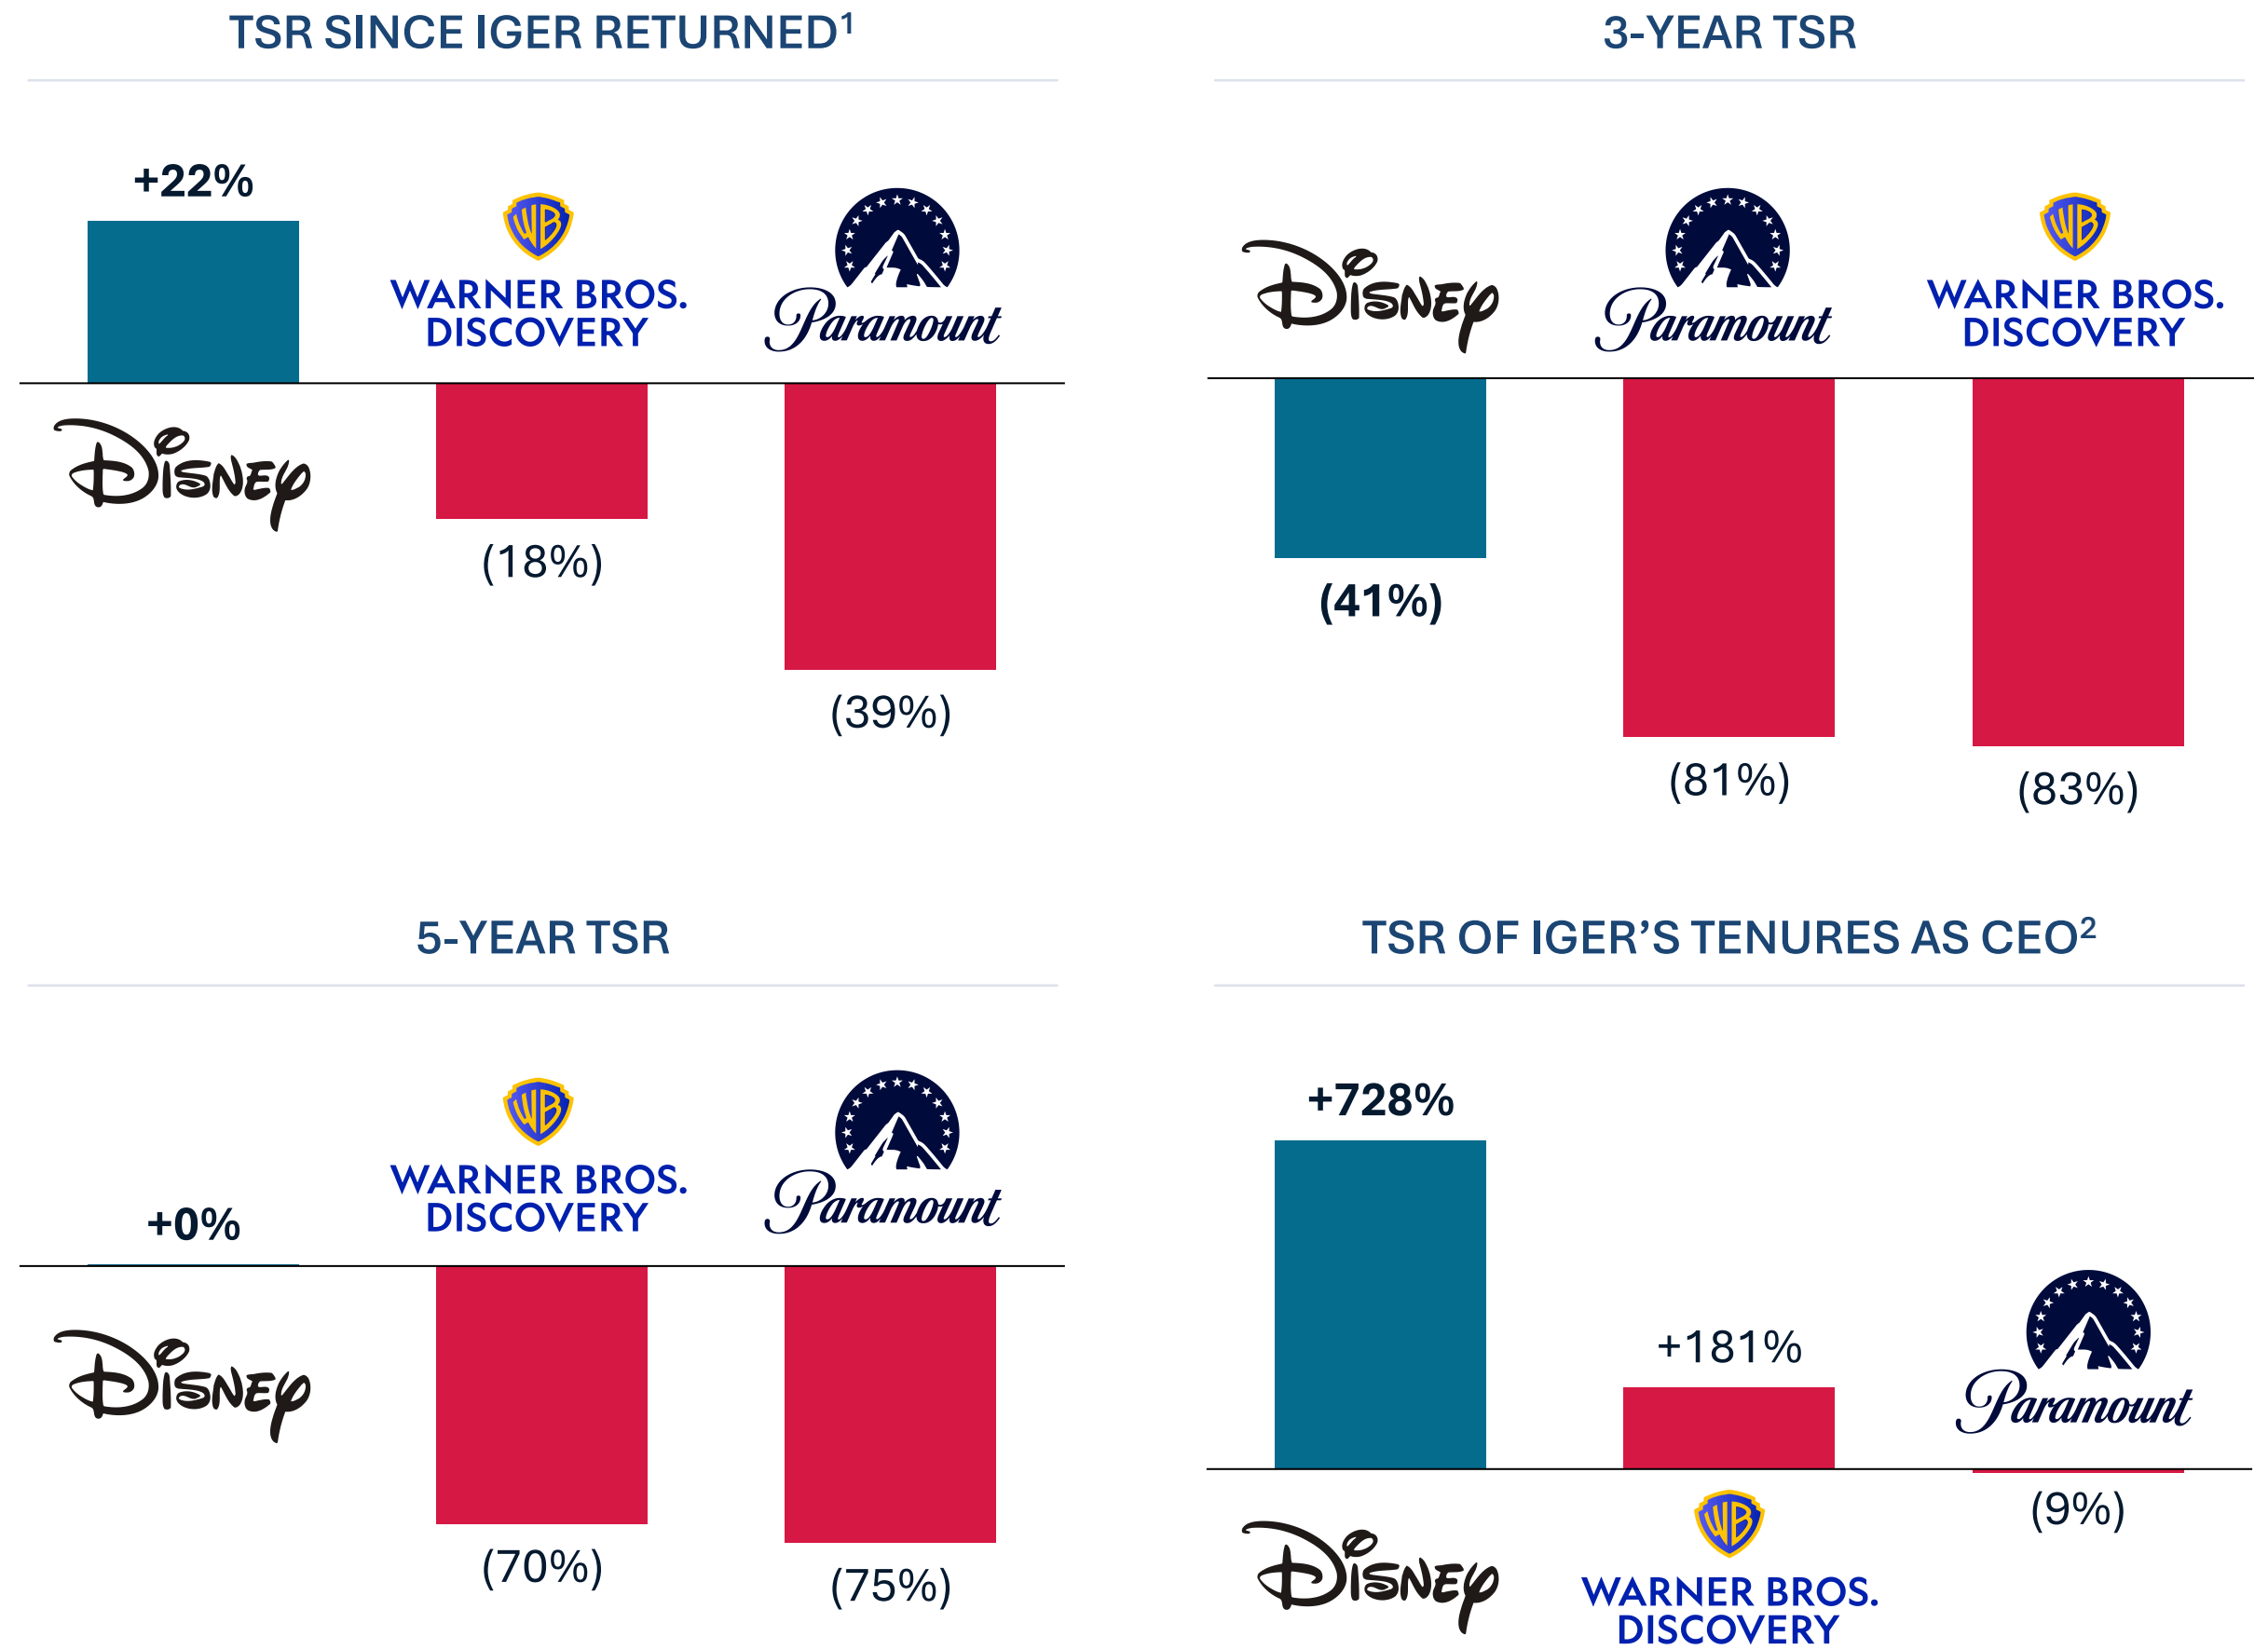 TSR SINCE IGER RETURNED¹
+22%
WARNER BROS.
DISCOVERY
Paramount
Disney
(18%)
(39%)
3-YEAR TSR
Disney
Paramount
WARNER BROS.
DISCOVERY
(41%)
(81%)
(83%)
5-YEAR TSR
+0%
WARNER BROS.
DISCOVERY
Paramount
Disney
(70%)
(75%)
TSR OF IGER’S TENURES AS CEO²
+728%
+181%
Paramount
(9%)
Disney
WARNER BROS.
DISCOVERY